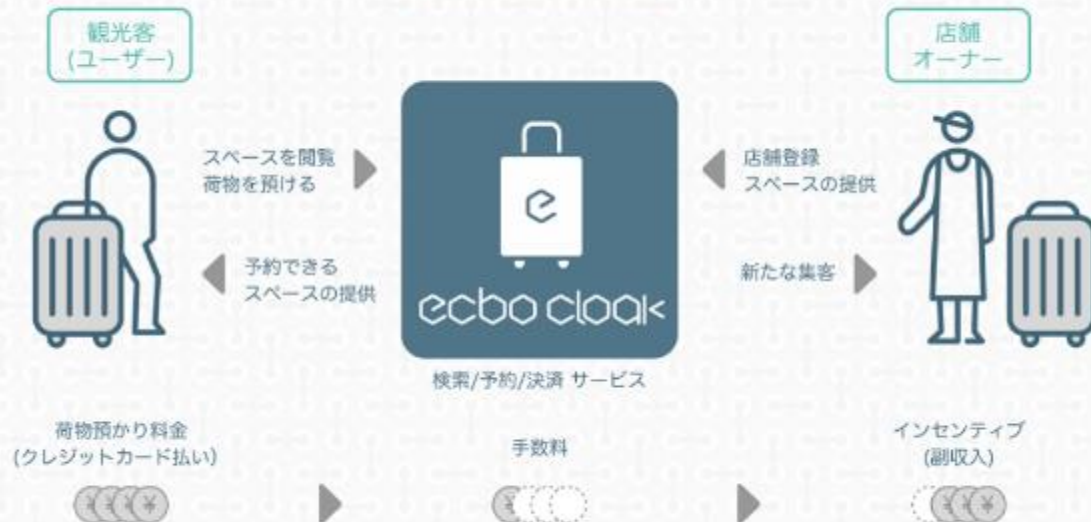 観光客
(ユーザー)
店舗
オーナー
スペースを閲覧
荷物を預ける
店舗登録
スペースの提供
予約できる
スペースの提供
新たな集客
ecbo cloak
検索/予約/決済 サービス
荷物預かり料金
(クレジットカード払い)
手数料
インセンティブ
(副収入)
¥ ¥ ¥ ¥
¥
¥ ¥ ¥